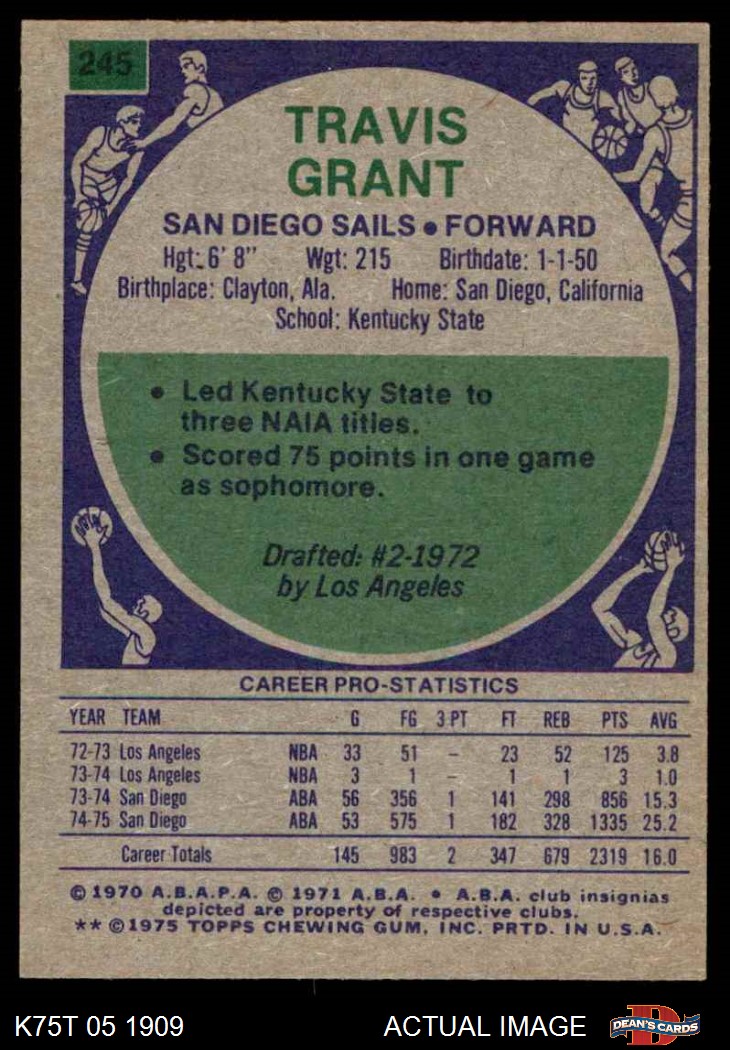 245
TRAVIS
GRANT
SAN DIEGO SAILS • FORWARD
Hgt: 6' 8" Wgt: 215 Birthdate: 1-1-50
Birthplace: Clayton, Ala. Home: San Diego, California
School: Kentucky State
• Led Kentucky State to
three NAIA titles.
• Scored 75 points in one game
as sophomore.
Drafted: #2-1972
by Los Angeles
CAREER PRO-STATISTICS
YEAR TEAM G FG 3 PT FT REB PTS AVG
72-73 Los Angeles NBA 33 51 – 23 52 125 3.8
73-74 Los Angeles NBA 3 1 – 1 1 3 1.0
73-74 San Diego ABA 56 356 1 141 298 856 15.3
74-75 San Diego ABA 53 575 1 182 328 1335 25.2
Career Totals 145 983 2 347 679 2319 16.0
© 1970 A.B.A.P.A. © 1971 A.B.A. • A.B.A. club insignias
depicted are property of respective clubs.
** ©1975 TOPPS CHEWING GUM, INC. PRTD. IN U.S.A.
K75T 05 1909 ACTUAL IMAGE D DEAN'S CARDS